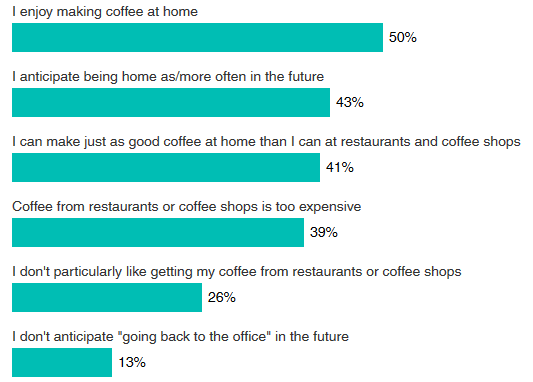 I enjoy making coffee at home
50%
I anticipate being home as/more often in the future
43%
I can make just as good coffee at home than I can at restaurants and coffee shops
41%
Coffee from restaurants or coffee shops is too expensive
39%
I don't particularly like getting my coffee from restaurants or coffee shops
26%
I don't anticipate "going back to the office" in the future
13%